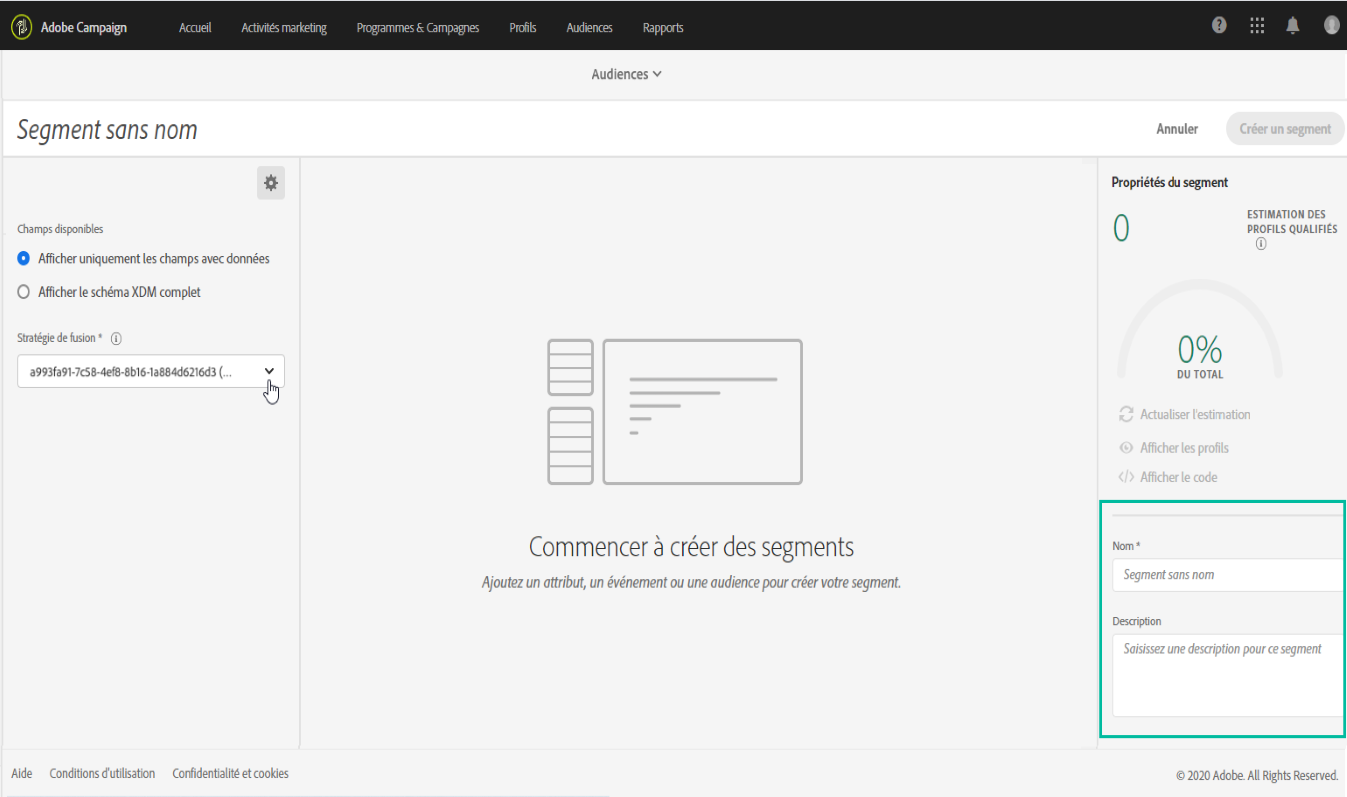 Adobe Campaign
Accueil
Activités marketing
Programmes & Campagnes
Profils
Audiences
Rapports
Audiences
Segment sans nom
Annuler
Créer un segment
Champs disponibles
Afficher uniquement les champs avec données
Afficher le schéma XDM complet
Stratégie de fusion *
a993fa91-7c58-4ef8-8b16-1a884d6216d3 (...
Commencer à créer des segments
Ajoutez un attribut, un événement ou une audience pour créer votre segment.
Propriétés du segment
0
ESTIMATION DES
PROFILS QUALIFIÉS
0%
DU TOTAL
Actualiser l'estimation
Afficher les profils
Afficher le code
Nom *
Segment sans nom
Description
Saisissez une description pour ce segment
Aide
Conditions d'utilisation
Confidentialité et cookies
© 2020 Adobe. All Rights Reserved.